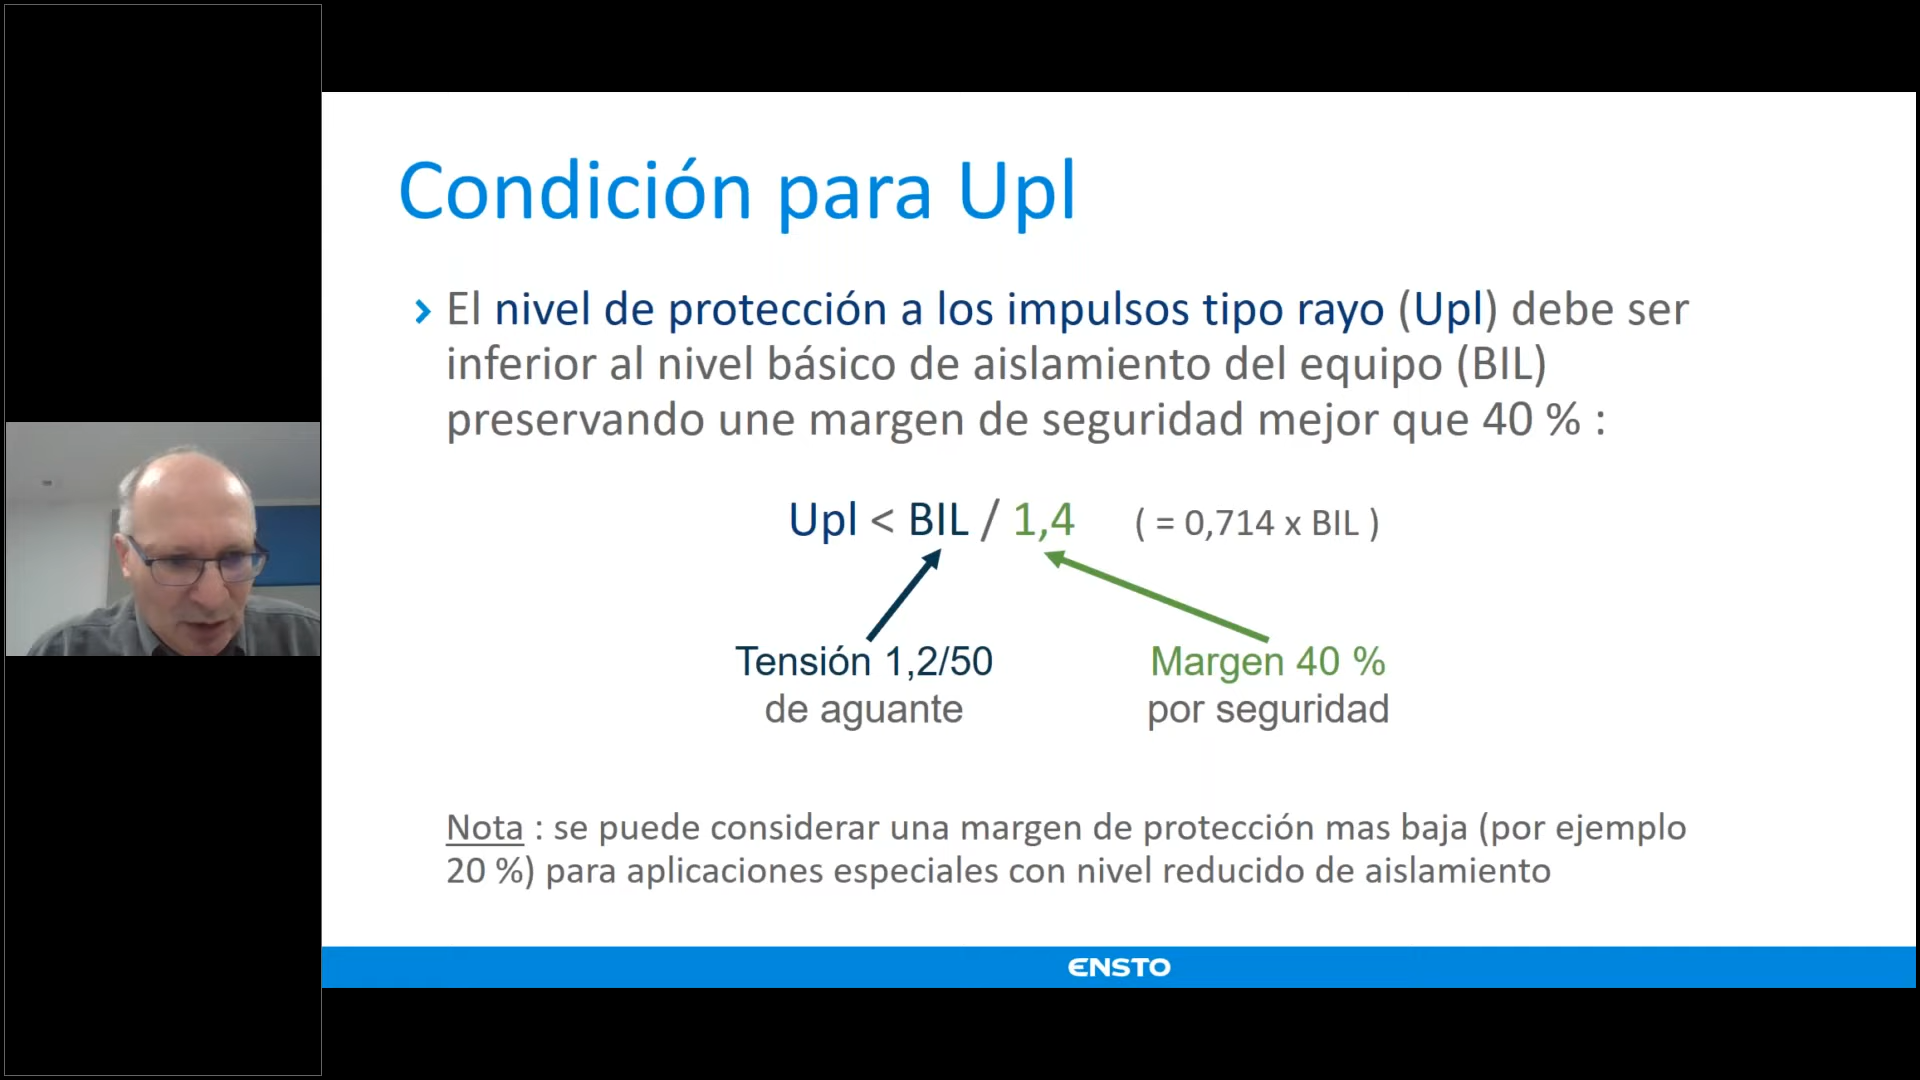 Condición para Upl
El nivel de protección a los impulsos tipo rayo (Upl) debe ser
inferior al nivel básico de aislamiento del equipo (BIL)
preservando une margen de seguridad mejor que 40 % :
Upl < BIL / 1,4 ( = 0,714 x BIL )
Tensión 1,2/50
de aguante
Margen 40 %
por seguridad
Nota : se puede considerar una margen de protección mas baja (por ejemplo
20 %) para aplicaciones especiales con nivel reducido de aislamiento
ENSTO